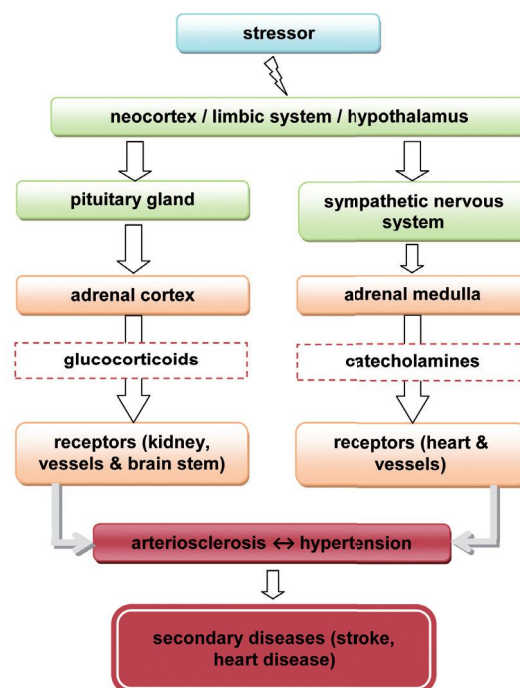 stressor
neocortex / limbic system / hypothalamus
pituitary gland
sympathetic nervous
system
adrenal cortex
adrenal medulla
glucocorticoids
catecholamines
receptors (kidney,
vessels & brain stem)
receptors (heart &
vessels)
arteriosclerosis ↔ hypertension
secondary diseases (stroke,
heart disease)